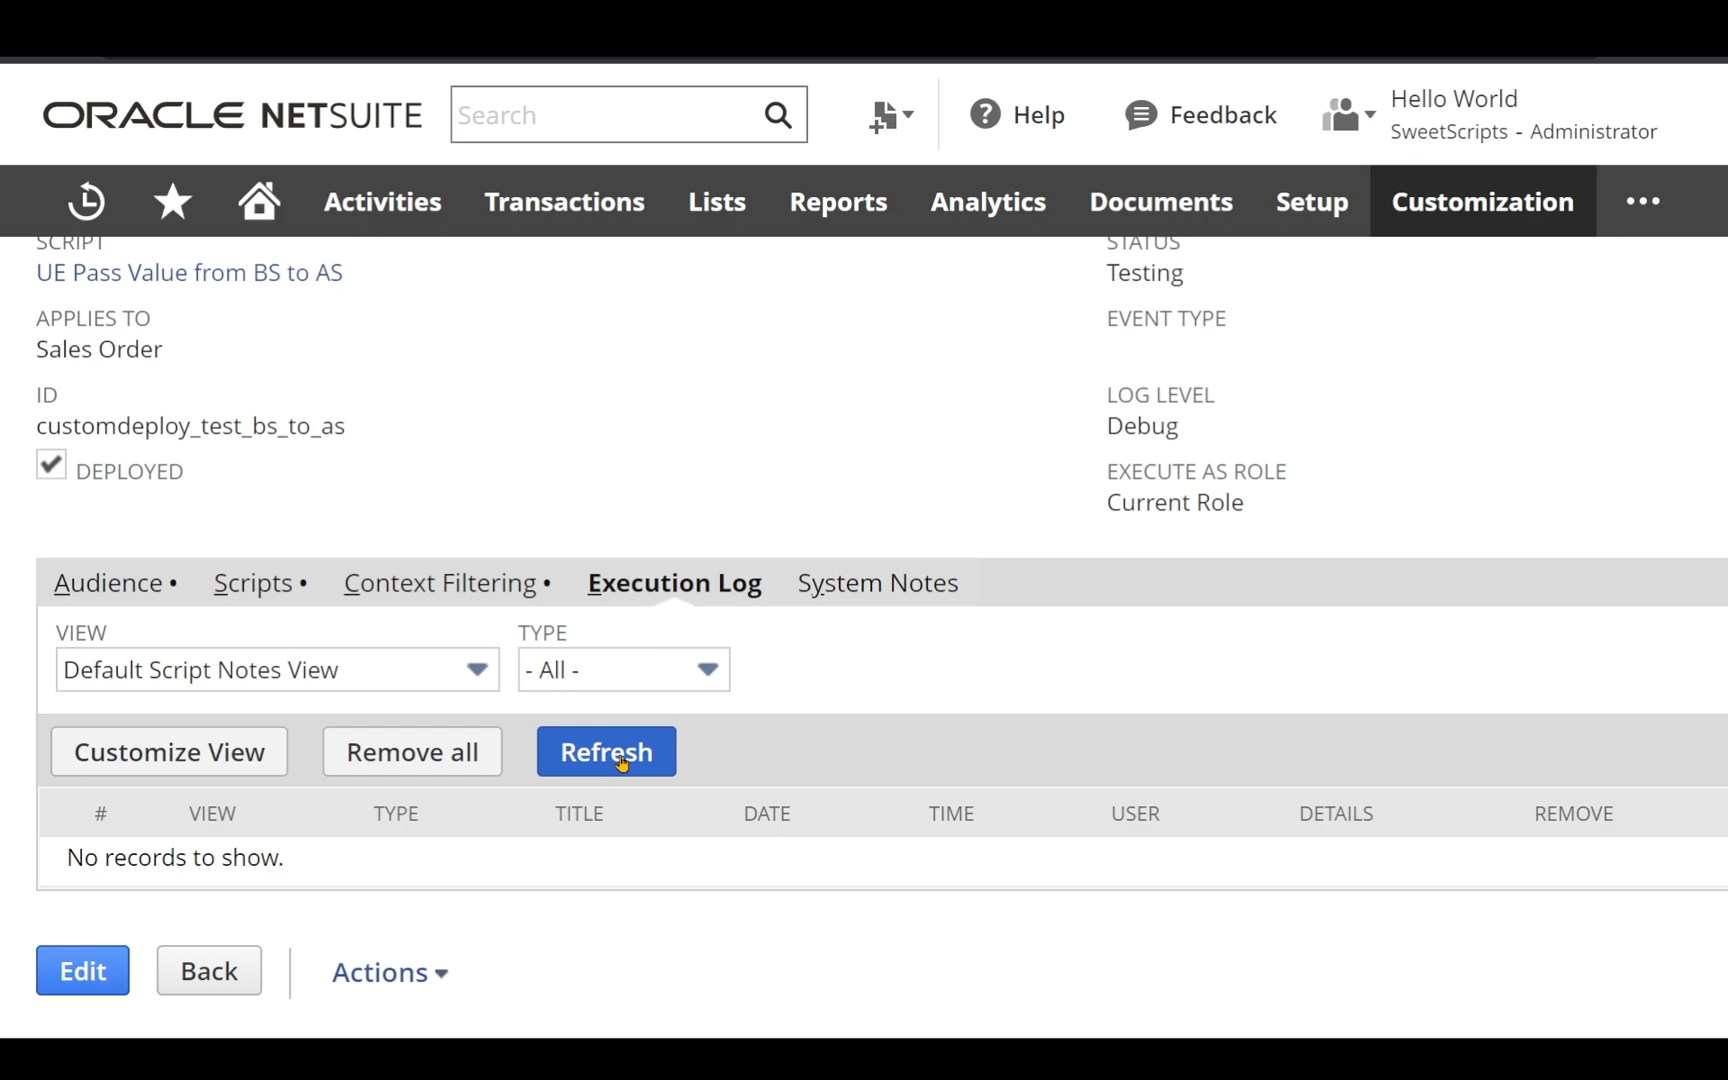 ORACLE NETSUITE
Search
Help
Feedback
Hello World
SweetScripts - Administrator
Activities
Transactions
Lists
Reports
Analytics
Documents
Setup
Customization
SCRIPT
UE Pass Value from BS to AS
APPLIES TO
Sales Order
ID
customdeploy_test_bs_to_as
DEPLOYED
STATUS
Testing
EVENT TYPE
LOG LEVEL
Debug
EXECUTE AS ROLE
Current Role
Audience •
Scripts •
Context Filtering •
Execution Log
System Notes
VIEW
TYPE
Default Script Notes View
- All -
Customize View
Remove all
Refresh
# VIEW TYPE TITLE DATE TIME USER DETAILS REMOVE
No records to show.
Edit
Back
Actions